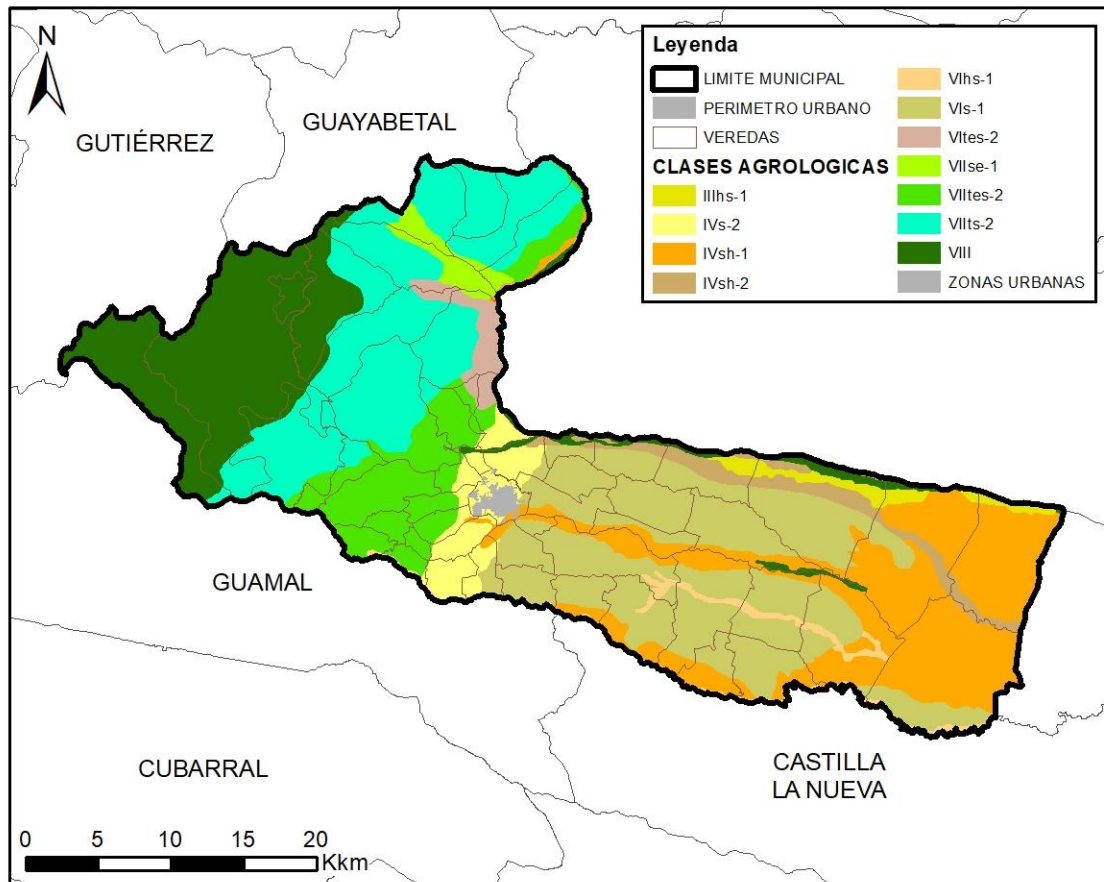 N
GUTIÉRREZ
GUAYABETAL
GUAMAL
CUBARRAL
CASTILLA
LA NUEVA
Leyenda
LIMITE MUNICIPAL
PERIMETRO URBANO
VEREDAS
CLASES AGROLOGICAS
IIIhs-1
IVs-2
IVsh-1
IVsh-2
VIhs-1
VIs-1
VItes-2
VIIse-1
VIItes-2
VIIts-2
VIII
ZONAS URBANAS
0 5 10 15 20
Kkm